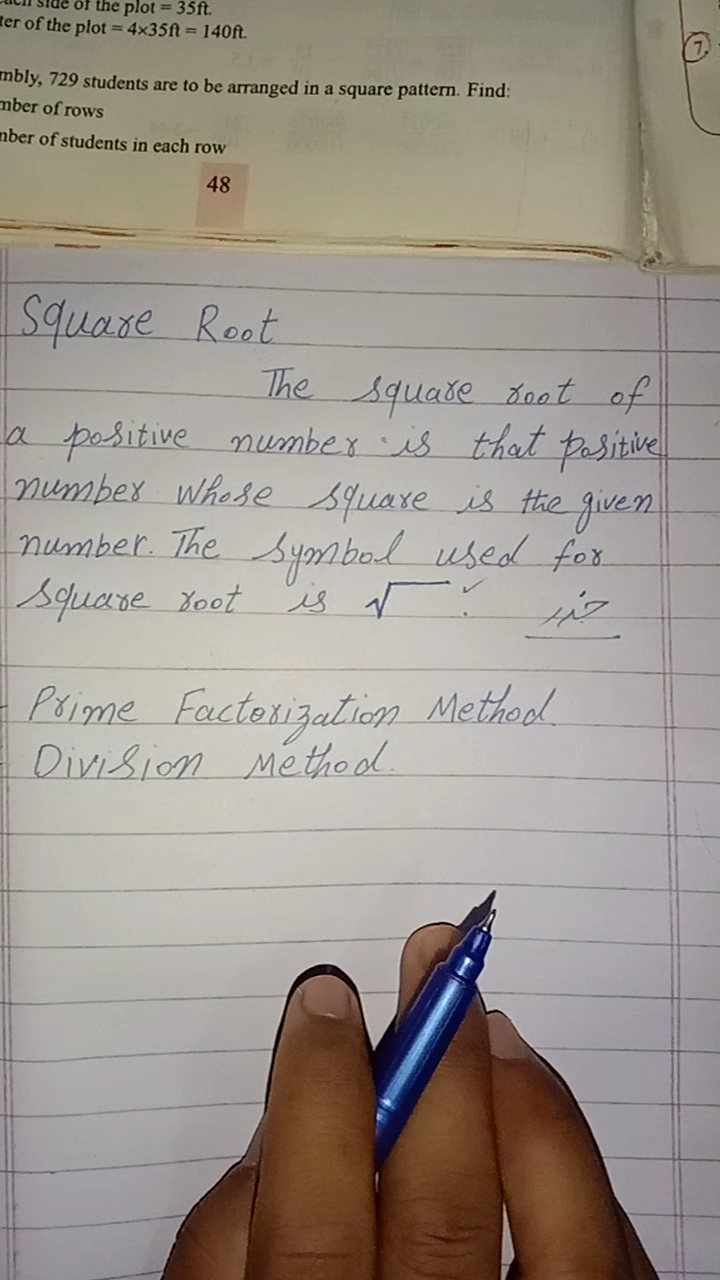 side of the plot = 35ft.
ter of the plot = 4×35ft = 140ft.
7.
mbly, 729 students are to be arranged in a square pattern. Find:
mber of rows
nber of students in each row
48
Square Root
The square root of
a positive number is that positive
number whose square is the given
number. The symbol used for
square root is √ . جذر
Prime Factorization Method.
Division Method.